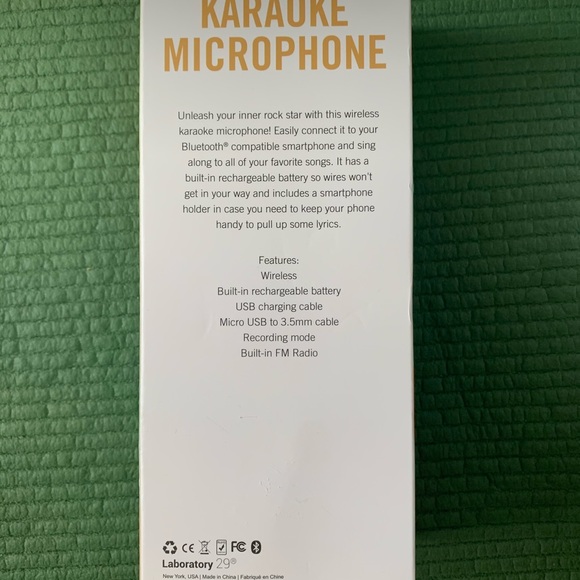 KARAOKE
MICROPHONE
Unleash your inner rock star with this wireless
karaoke microphone! Easily connect it to your
Bluetooth® compatible smartphone and sing
along to all of your favorite songs. It has a
built-in rechargeable battery so wires won't
get in your way and includes a smartphone
holder in case you need to keep your phone
handy to pull up some lyrics.
Features:
Wireless
Built-in rechargeable battery
USB charging cable
Micro USB to 3.5mm cable
Recording mode
Built-in FM Radio
CE FC
Laboratory 29®
New York, USA | Made in China | Fabriqué en Chine